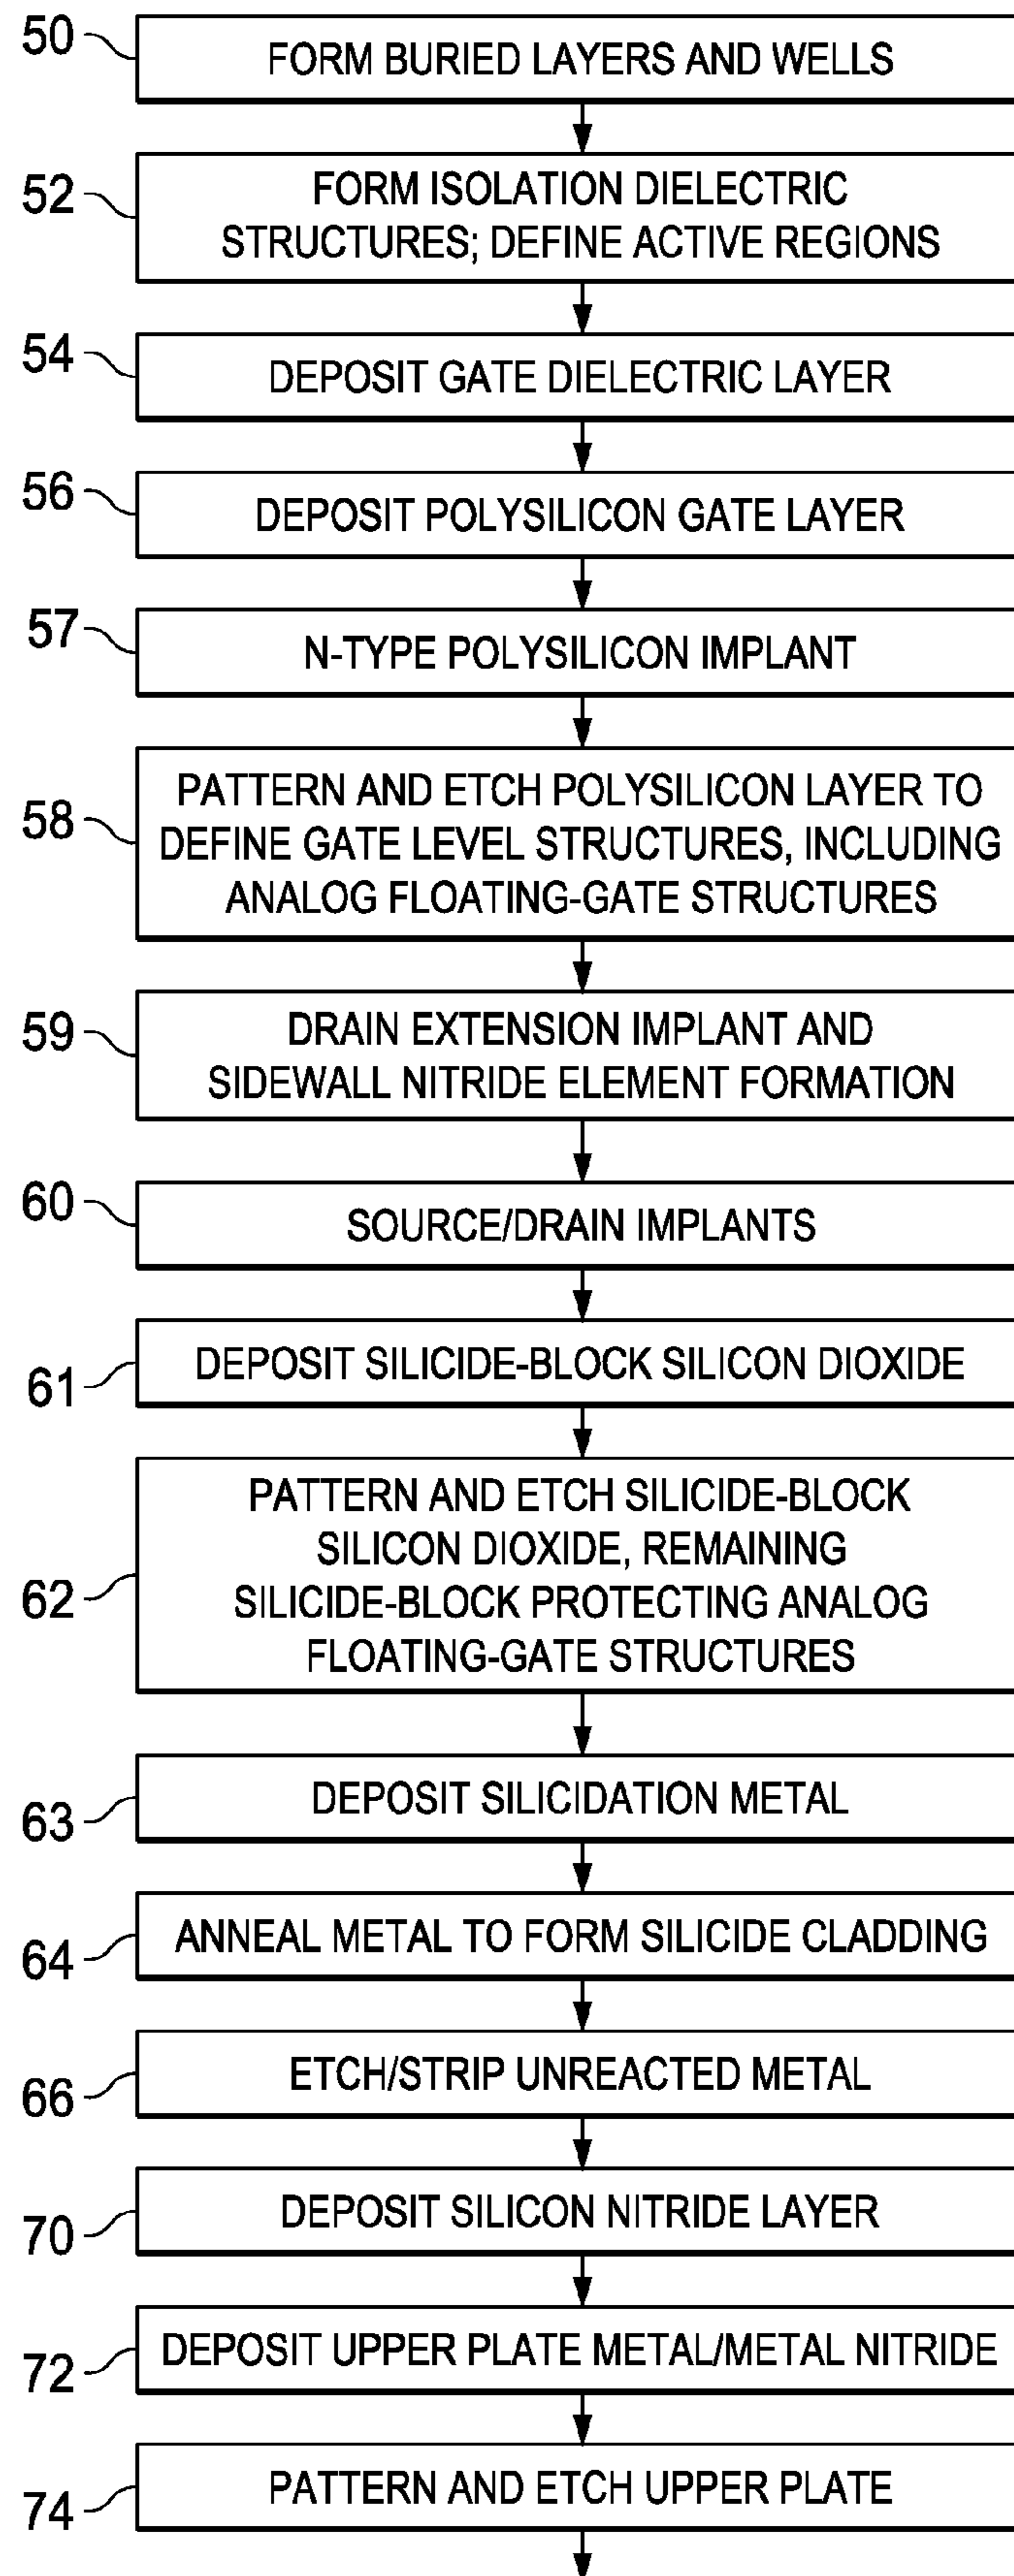 50
FORM BURIED LAYERS AND WELLS
52
FORM ISOLATION DIELECTRIC
STRUCTURES; DEFINE ACTIVE REGIONS
54
DEPOSIT GATE DIELECTRIC LAYER
56
DEPOSIT POLYSILICON GATE LAYER
57
N-TYPE POLYSILICON IMPLANT
58
PATTERN AND ETCH POLYSILICON LAYER TO
DEFINE GATE LEVEL STRUCTURES, INCLUDING
ANALOG FLOATING-GATE STRUCTURES
59
DRAIN EXTENSION IMPLANT AND
SIDEWALL NITRIDE ELEMENT FORMATION
60
SOURCE/DRAIN IMPLANTS
61
DEPOSIT SILICIDE-BLOCK SILICON DIOXIDE
62
PATTERN AND ETCH SILICIDE-BLOCK
SILICON DIOXIDE, REMAINING
SILICIDE-BLOCK PROTECTING ANALOG
FLOATING-GATE STRUCTURES
63
DEPOSIT SILICIDATION METAL
64
ANNEAL METAL TO FORM SILICIDE CLADDING
66
ETCH/STRIP UNREACTED METAL
70
DEPOSIT SILICON NITRIDE LAYER
72
DEPOSIT UPPER PLATE METAL/METAL NITRIDE
74
PATTERN AND ETCH UPPER PLATE